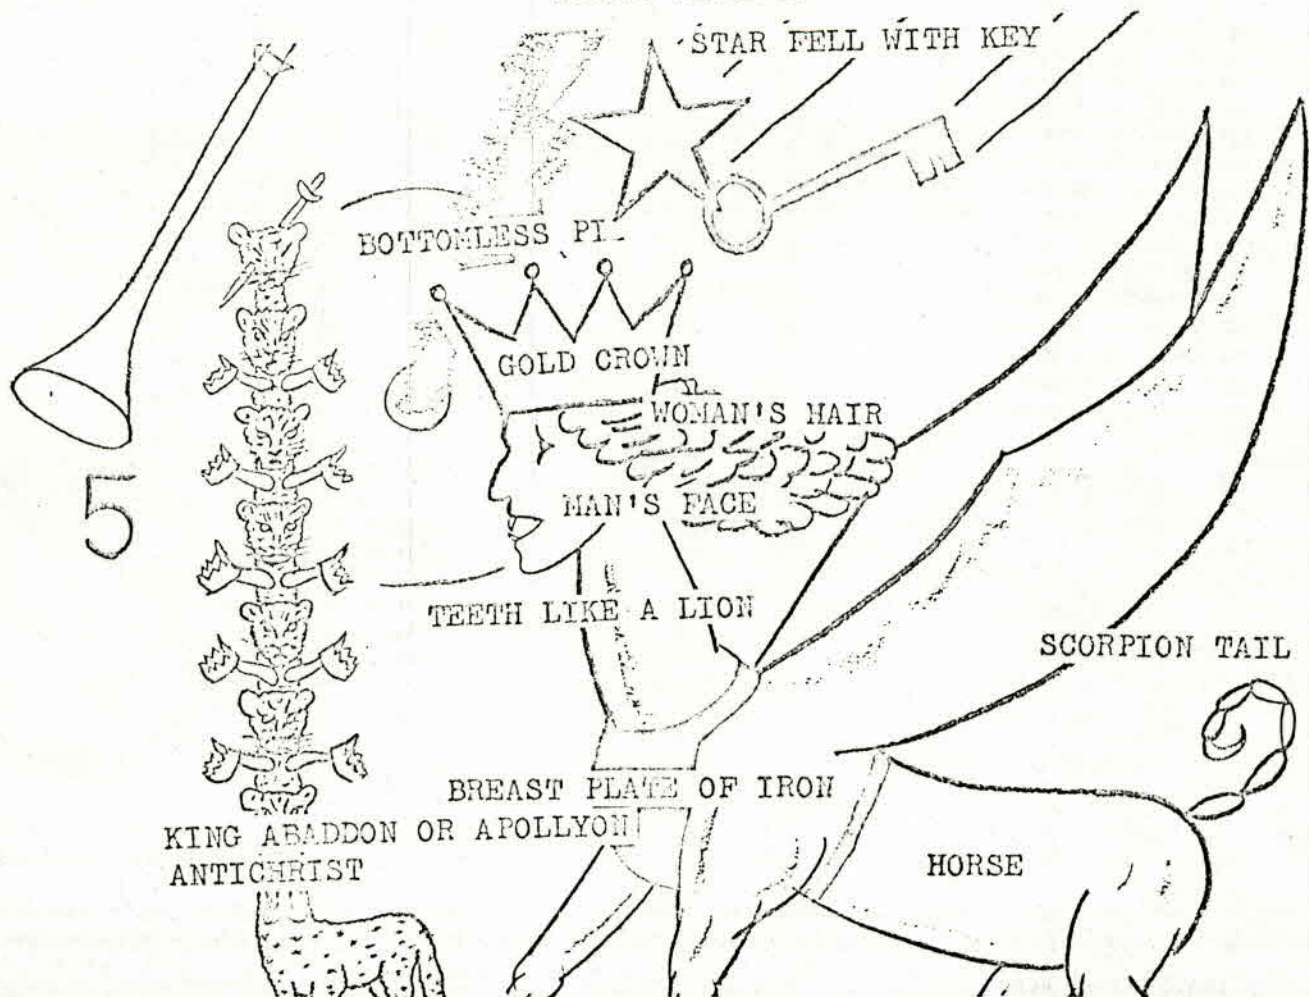 STAR FELL WITH KEY
BOTTOMLESS
GOLD CROWN
WOMAN'S HAIR
MAN'S FACE
5
TEETH LIKE A LION
SCORPION TAIL
BREAST PLATE OF IRON
KING ABADDON OR APOLLYON
ANTICHRIST
HORSE